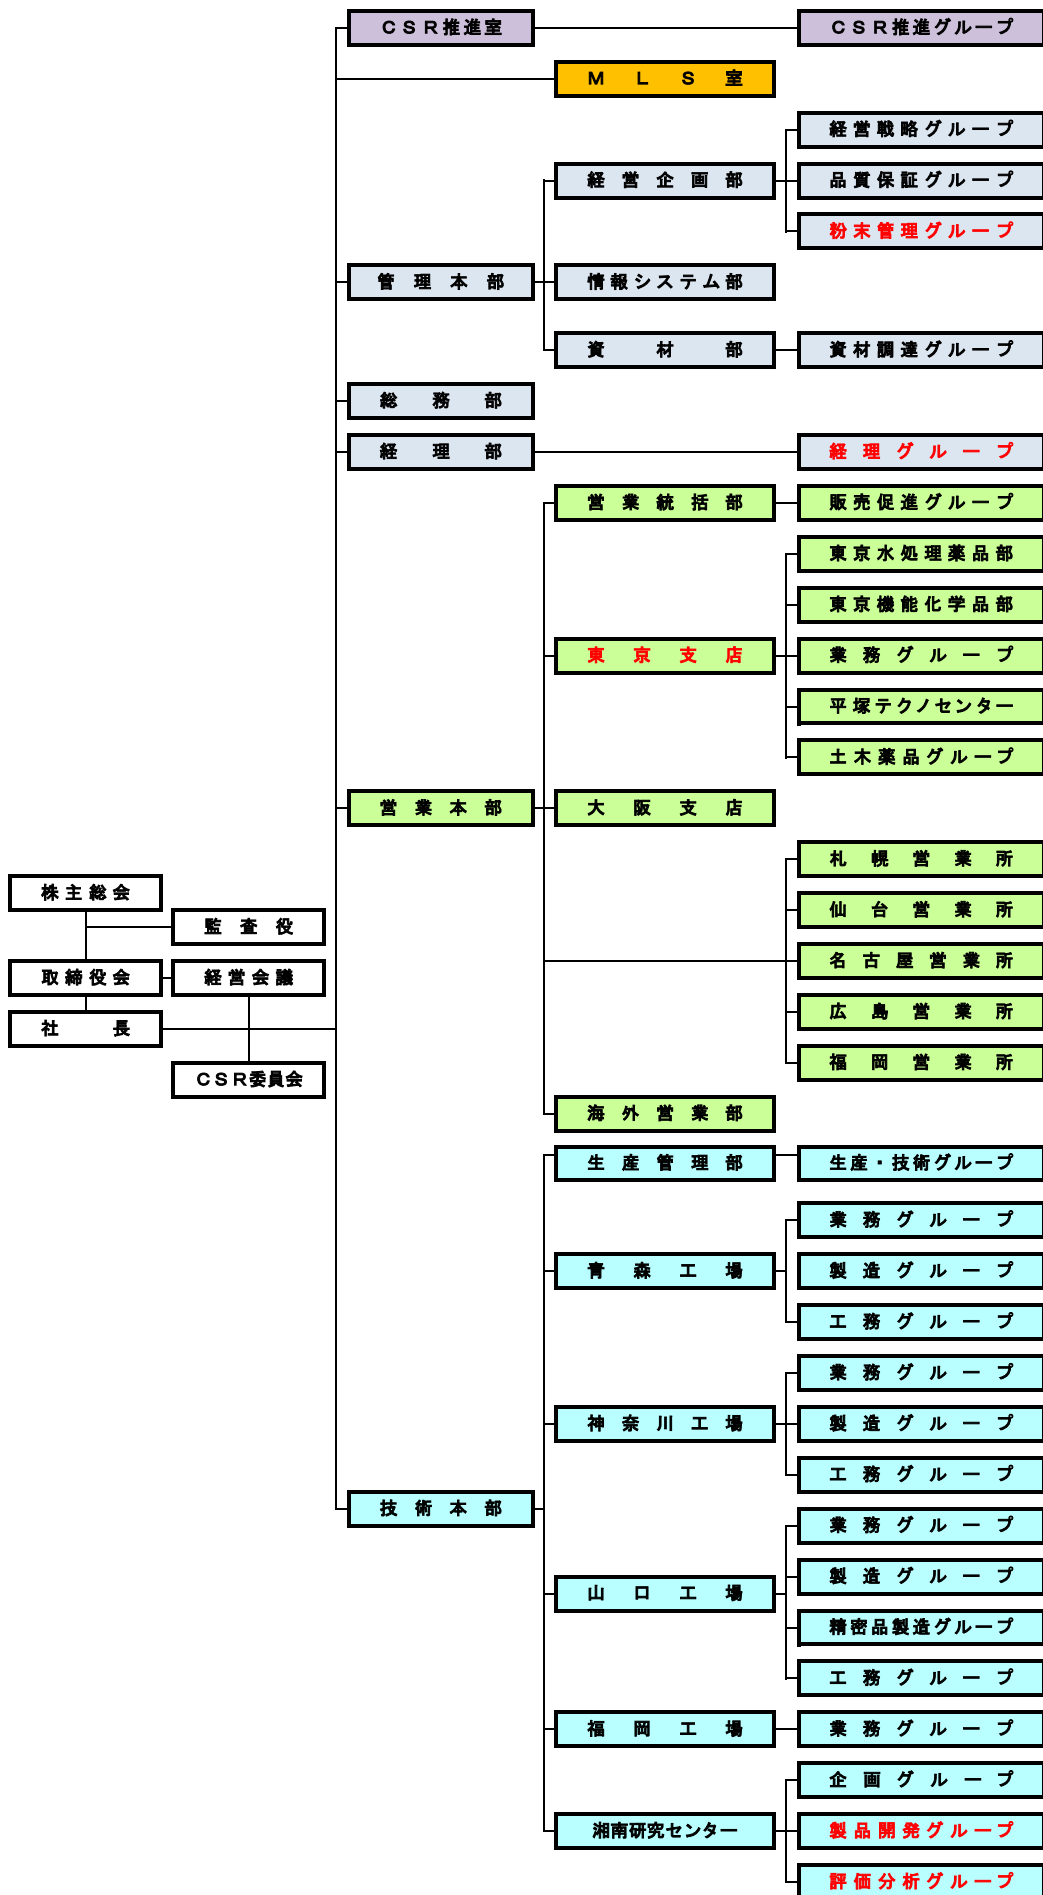 CSR推進室
CSR推進グループ
MLS室
経営戦略グループ
経営企画部
品質保証グループ
粉末管理グループ
管理本部
情報システム部
資材部
資材調達グループ
総務部
経理部
経理グループ
営業統括部
販売促進グループ
東京水処理薬品部
東京機能化学品部
東京支店
業務グループ
平塚テクノセンター
土木薬品グループ
営業本部
大阪支店
札幌営業所
株主総会
仙台営業所
監査役
名古屋営業所
取締役会
経営会議
広島営業所
社長
福岡営業所
CSR委員会
海外営業部
生産管理部
生産・技術グループ
業務グループ
青森工場
製造グループ
工務グループ
業務グループ
神奈川工場
製造グループ
工務グループ
技術本部
業務グループ
製造グループ
山口工場
精密品製造グループ
工務グループ
福岡工場
業務グループ
企画グループ
湘南研究センター
製品開発グループ
評価分析グループ